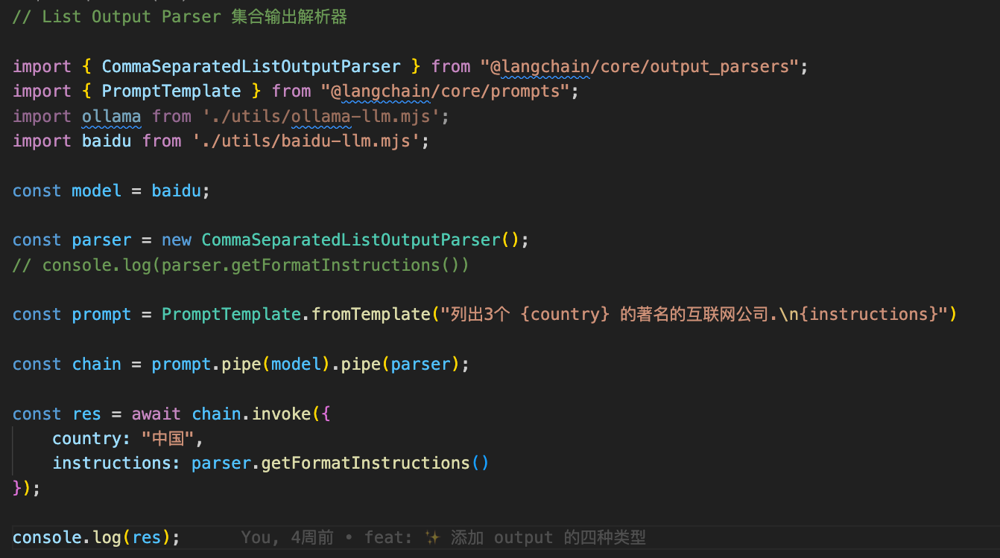 // List Output Parser 集合输出解析器
import { CommaSeparatedListOutputParser } from "@langchain/core/output_parsers";
import { PromptTemplate } from "@langchain/core/prompts";
import ollama from './utils/ollama-llm.mjs';
import baidu from './utils/baidu-llm.mjs';
const model = baidu;
const parser = new CommaSeparatedListOutputParser();
// console.log(parser.getFormatInstructions())
const prompt = PromptTemplate.fromTemplate("列出3个 {country} 的著名的互联网公司.\n{instructions}")
const chain = prompt.pipe(model).pipe(parser);
const res = await chain.invoke({
    country: "中国",
    instructions: parser.getFormatInstructions()
});
console.log(res); You, 4周前 • feat: ✨ 添加 output 的四种类型